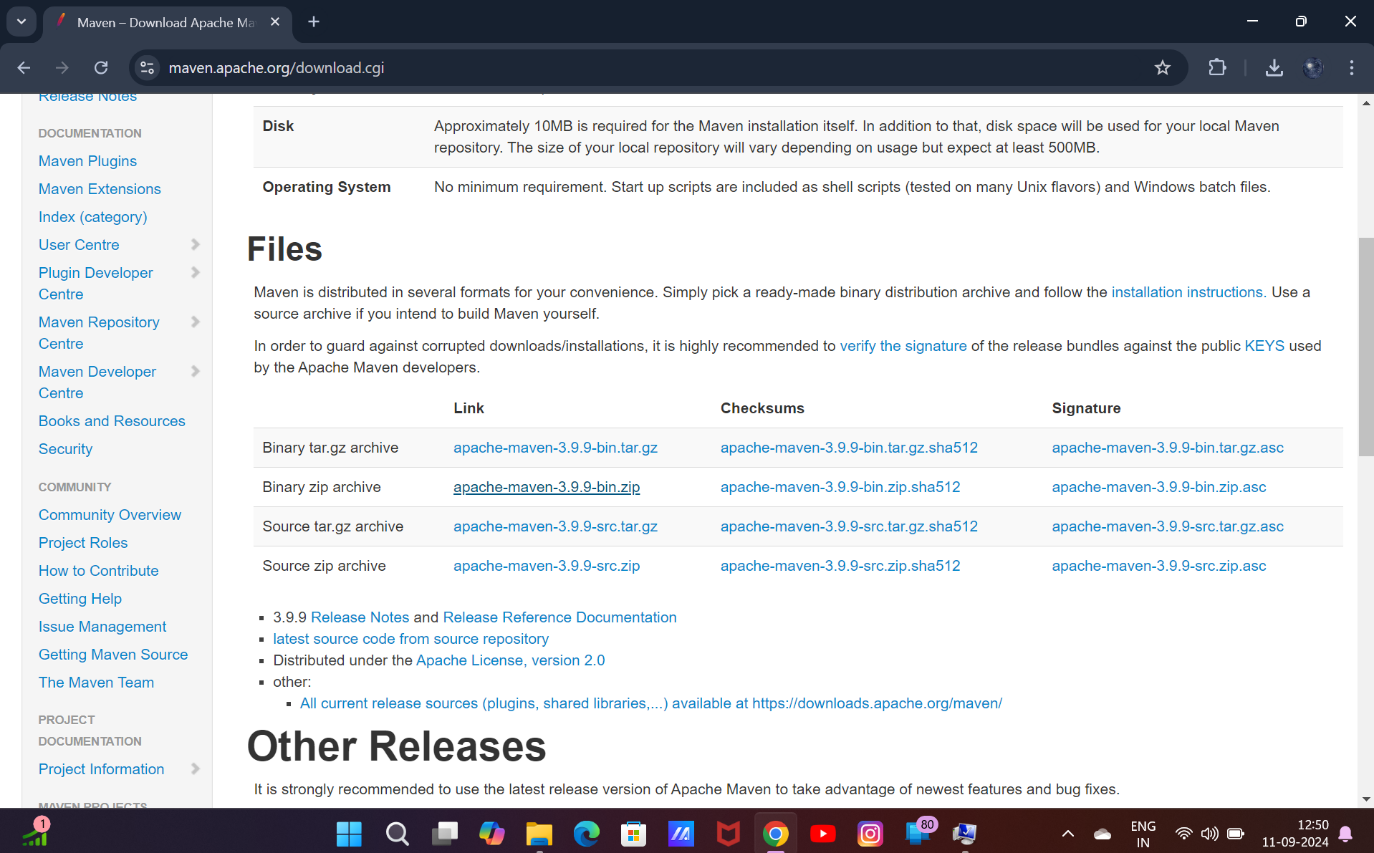 Maven – Download Apache Ma
maven.apache.org/download.cgi
Release Notes
DOCUMENTATION
Maven Plugins
Maven Extensions
Index (category)
User Centre
Plugin Developer
Centre
Maven Repository
Centre
Maven Developer
Centre
Books and Resources
Security
COMMUNITY
Community Overview
Project Roles
How to Contribute
Getting Help
Issue Management
Getting Maven Source
The Maven Team
PROJECT
DOCUMENTATION
Project Information
MAVEN PROJECTS
Disk Approximately 10MB is required for the Maven installation itself. In addition to that, disk space will be used for your local Maven
repository. The size of your local repository will vary depending on usage but expect at least 500MB.
Operating System No minimum requirement. Start up scripts are included as shell scripts (tested on many Unix flavors) and Windows batch files.
Files
Maven is distributed in several formats for your convenience. Simply pick a ready-made binary distribution archive and follow the installation instructions. Use a
source archive if you intend to build Maven yourself.
In order to guard against corrupted downloads/installations, it is highly recommended to verify the signature of the release bundles against the public KEYS used
by the Apache Maven developers.
Link Checksums Signature
Binary tar.gz archive apache-maven-3.9.9-bin.tar.gz apache-maven-3.9.9-bin.tar.gz.sha512 apache-maven-3.9.9-bin.tar.gz.asc
Binary zip archive apache-maven-3.9.9-bin.zip apache-maven-3.9.9-bin.zip.sha512 apache-maven-3.9.9-bin.zip.asc
Source tar.gz archive apache-maven-3.9.9-src.tar.gz apache-maven-3.9.9-src.tar.gz.sha512 apache-maven-3.9.9-src.tar.gz.asc
Source zip archive apache-maven-3.9.9-src.zip apache-maven-3.9.9-src.zip.sha512 apache-maven-3.9.9-src.zip.asc
3.9.9 Release Notes and Release Reference Documentation
latest source code from source repository
Distributed under the Apache License, version 2.0
other:
All current release sources (plugins, shared libraries,...) available at https://downloads.apache.org/maven/
Other Releases
It is strongly recommended to use the latest release version of Apache Maven to take advantage of newest features and bug fixes.
1
80
ENG
IN
12:50
11-09-2024